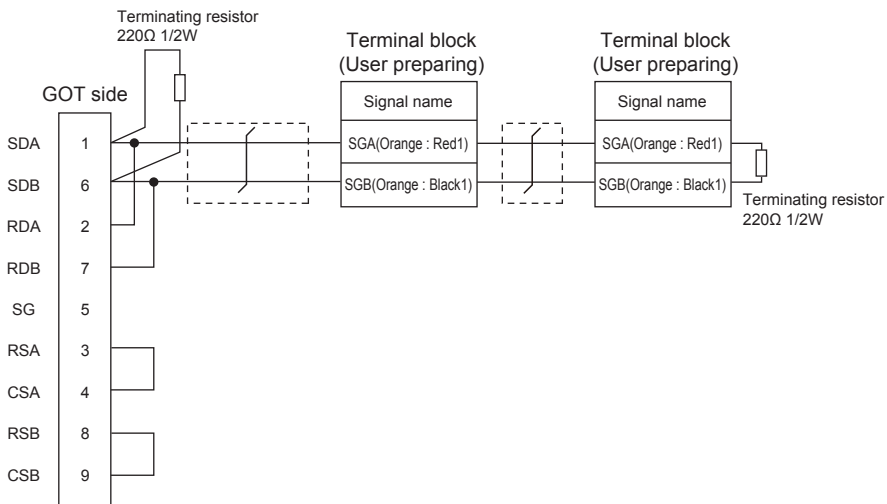 Terminating resistor
220Ω 1/2W
Terminal block
(User preparing)
Terminal block
(User preparing)
GOT side
Signal name
Signal name
SDA 1 SGA(Orange : Red1) SGA(Orange : Red1)
SDB 6 SGB(Orange : Black1) SGB(Orange : Black1)
Terminating resistor
220Ω 1/2W
RDA 2
RDB 7
SG 5
RSA 3
CSA 4
RSB 8
CSB 9